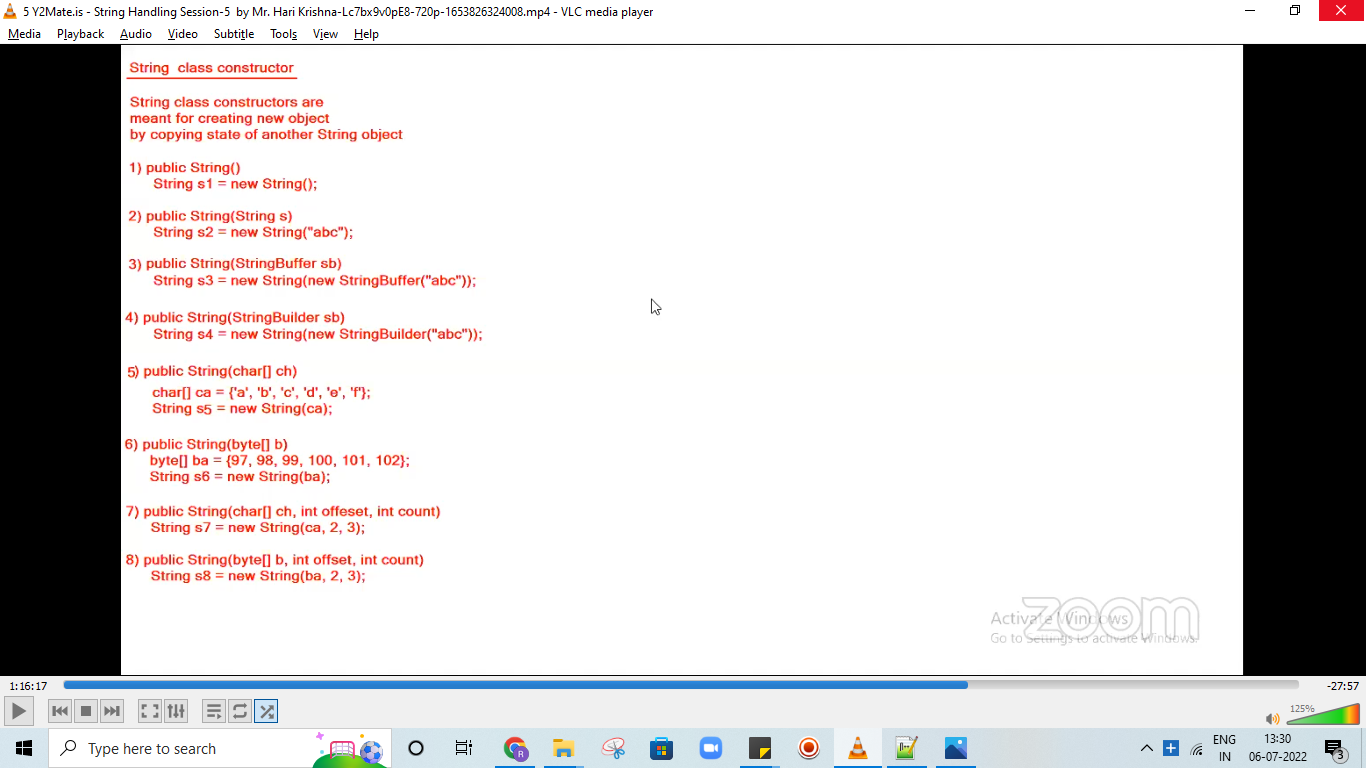 5 Y2Mate.is - String Handling Session-5  by Mr. Hari Krishna-Lc7bx9v0pE8-720p-1653826324008.mp4 - VLC media player
Media Playback Audio Video Subtitle Tools View Help
String  class constructor
String class constructors are
meant for creating new object
by copying state of another String object
1) public String()
String s1 = new String();
2) public String(String s)
String s2 = new String("abc");
3) public String(StringBuffer sb)
String s3 = new String(new StringBuffer("abc"));
4) public String(StringBuilder sb)
String s4 = new String(new StringBuilder("abc"));
5) public String(char[] ch)
char[] ca = {'a', 'b', 'c', 'd', 'e', 'f'};
String s5 = new String(ca);
6) public String(byte[] b)
byte[] ba = {97, 98, 99, 100, 101, 102};
String s6 = new String(ba);
7) public String(char[] ch, int offeset, int count)
String s7 = new String(ca, 2, 3);
8) public String(byte[] b, int offset, int count)
String s8 = new String(ba, 2, 3);
zoom
Activate Windows
Go to Settings to activate Windows.
1:16:17
-27:57
125%
Type here to search
ENG
IN
13:30
06-07-2022
3